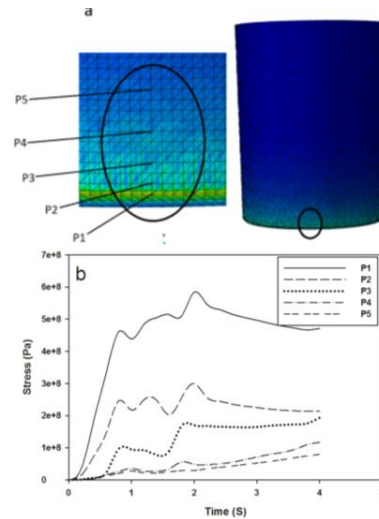 a
P5
P4
P3
P2
P1
b
7e+8
6e+8
5e+8
4e+8
3e+8
2e+8
1e+8
0
Stress (Pa)
0
1
2
3
4
5
Time (S)
P1
P2
P3
P4
P5